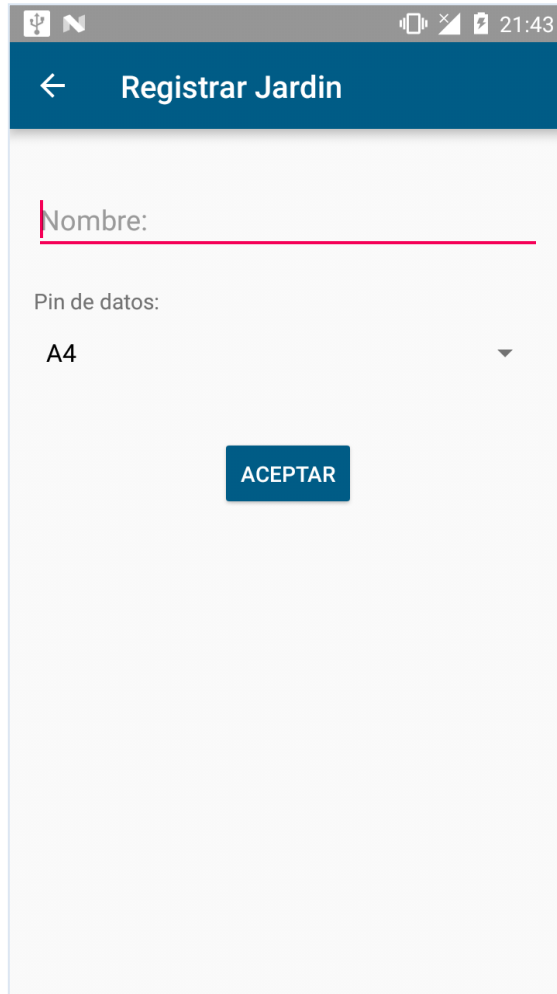 21:43
Registrar Jardin
Nombre:
Pin de datos:
A4
ACEPTAR